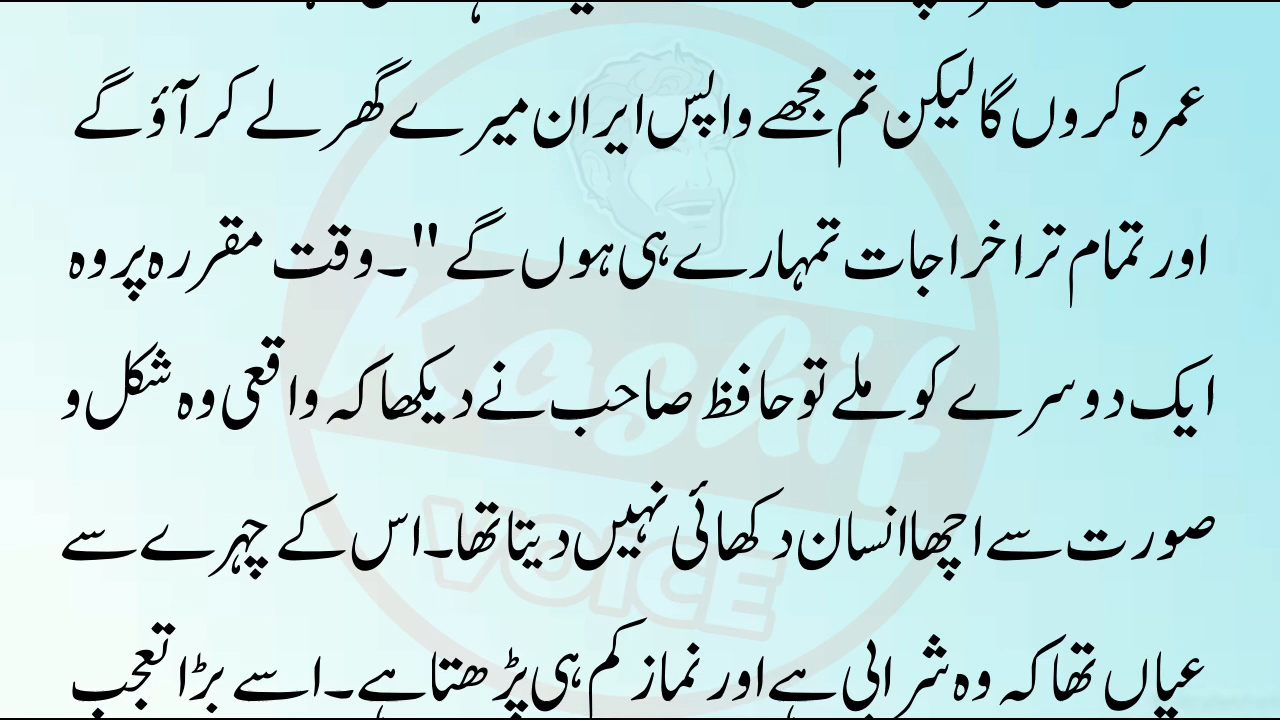 عمرہ کروں گا لیکن تم مجھے واپس ایران میرے گھر لے کر آؤ گے
اور تمام تر اخراجات تمہارے ہی ہوں گے "۔ وقت مقررہ پر وہ
ایک دوسرے کو ملے تو حافظ صاحب نے دیکھا کہ واقعی وہ شکل و
صورت سے اچھا انسان دکھائی نہیں دیتا تھا۔ اس کے چہرے سے
عیاں تھا کہ وہ شرابی ہے اور نماز کم ہی پڑھتا ہے۔ اسے بڑا تعجب
Kashif
VOICE